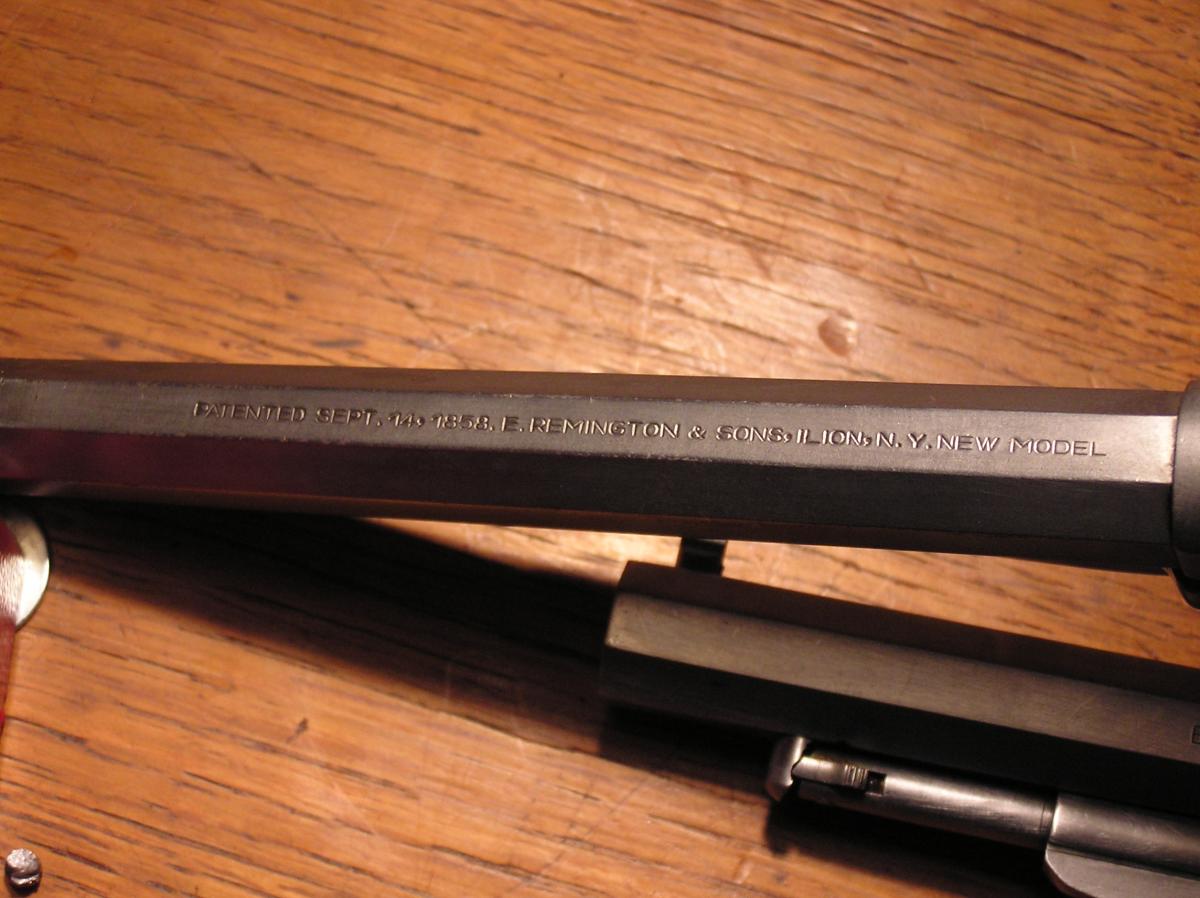 PATENTED SEPT. 14, 1858. E. REMINGTON & SONS, ILION, N. Y. NEW MODEL